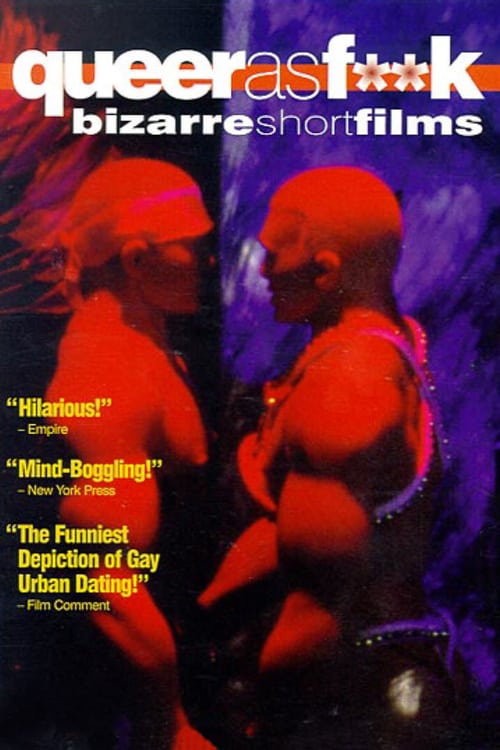 queerasf**k
bizarreshortfilms
“Hilarious!”
– Empire
“Mind-Boggling!”
– New York Press
“The Funniest
Depiction of Gay
Urban Dating!”
– Film Comment